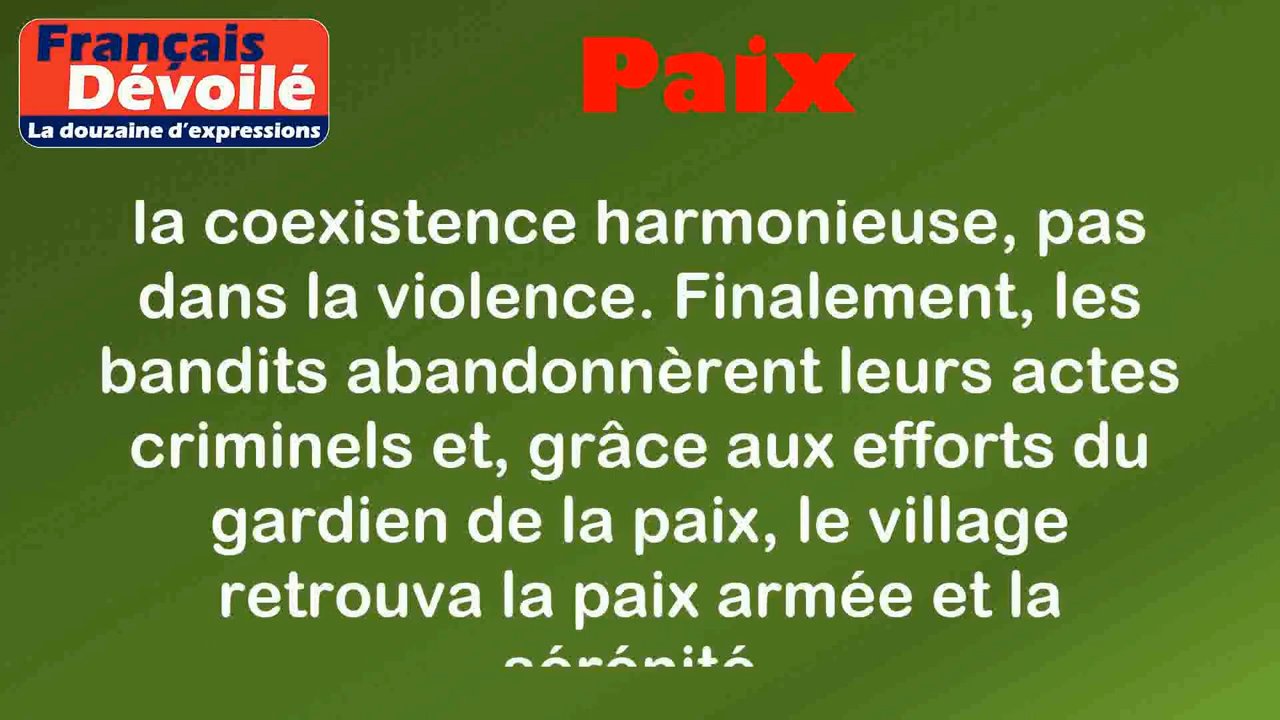 Français
Dévoilé
La douzaine d'expressions
Paix
la coexistence harmonieuse, pas
dans la violence. Finalement, les
bandits abandonnèrent leurs actes
criminels et, grâce aux efforts du
gardien de la paix, le village
retrouva la paix armée et la
sérénité